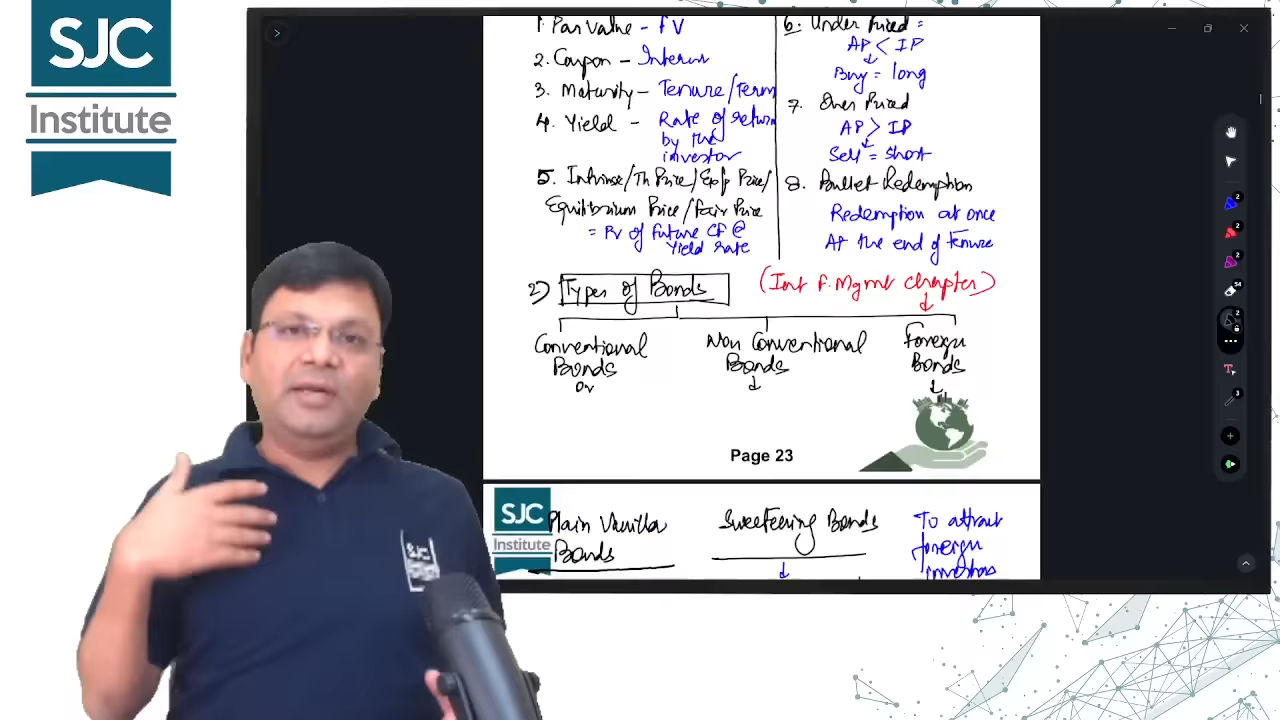 SJC
Institute
1. Par Value - FV
2. Coupon - Interest
3. Maturity - Tenure/Term
4. Yield - Rate of return
by the
investor
5. Intrinsic/Th Price/Exp Price/
Equilibrium Price/Fair Price
= PV of future CF @
Yield rate
6. Under Priced =
AP < IP
Buy = long
7. Over Priced
AP > IP
Sell = short
8. Bullet Redemption
Redemption at once
At the end of Tenure
2) Types of Bonds
(Int F. Mgmt Chapter)
Conventional
Bonds
or
Non Conventional
Bonds
Foreign
Bonds
Page 23
SJC
Institute
Plain Vanilla
Bonds
Sweetening Bonds
To attract
foreign
investors
SJC